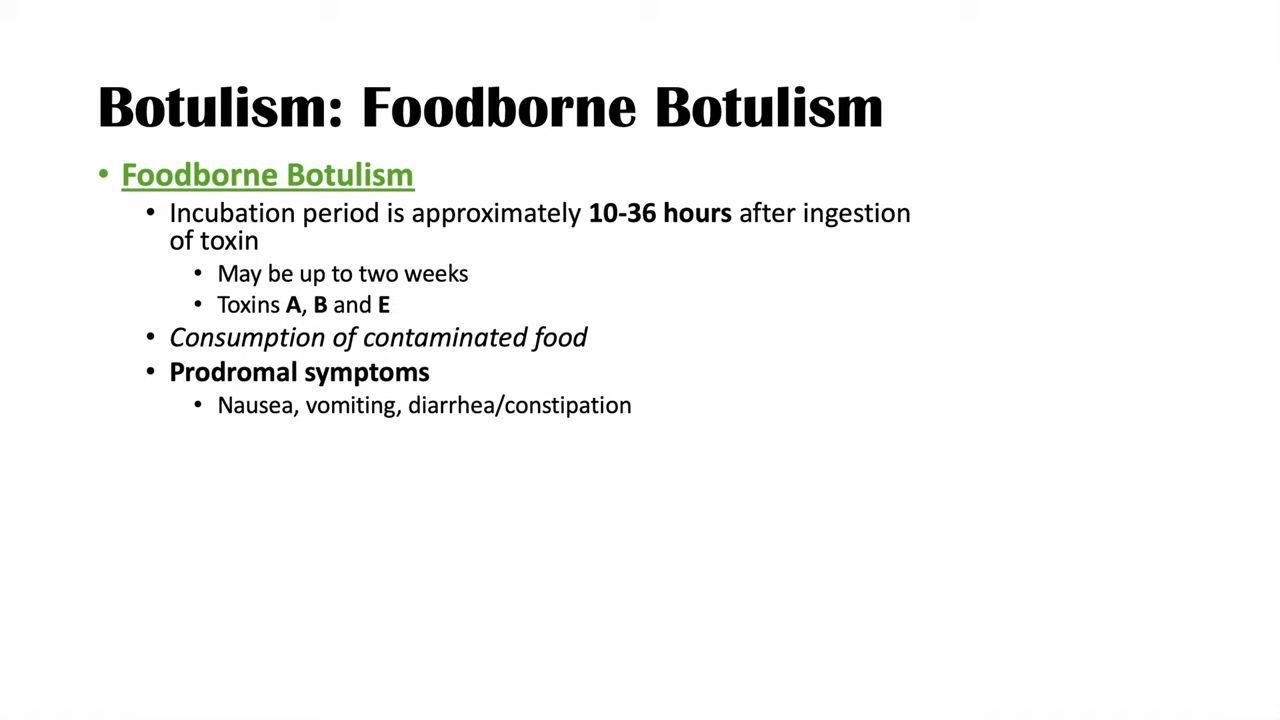 Botulism: Foodborne Botulism
• Foodborne Botulism
• Incubation period is approximately 10-36 hours after ingestion
of toxin
• May be up to two weeks
• Toxins A, B and E
• Consumption of contaminated food
• Prodromal symptoms
• Nausea, vomiting, diarrhea/constipation